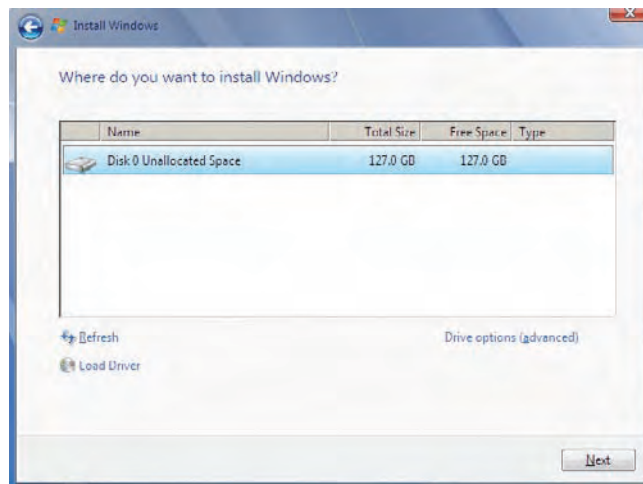 Install Windows
Where do you want to install Windows?
Name Total Size Free Space Type
Disk 0 Unallocated Space 127.0 GB 127.0 GB
Refresh Drive options (advanced)
Load Driver
Next